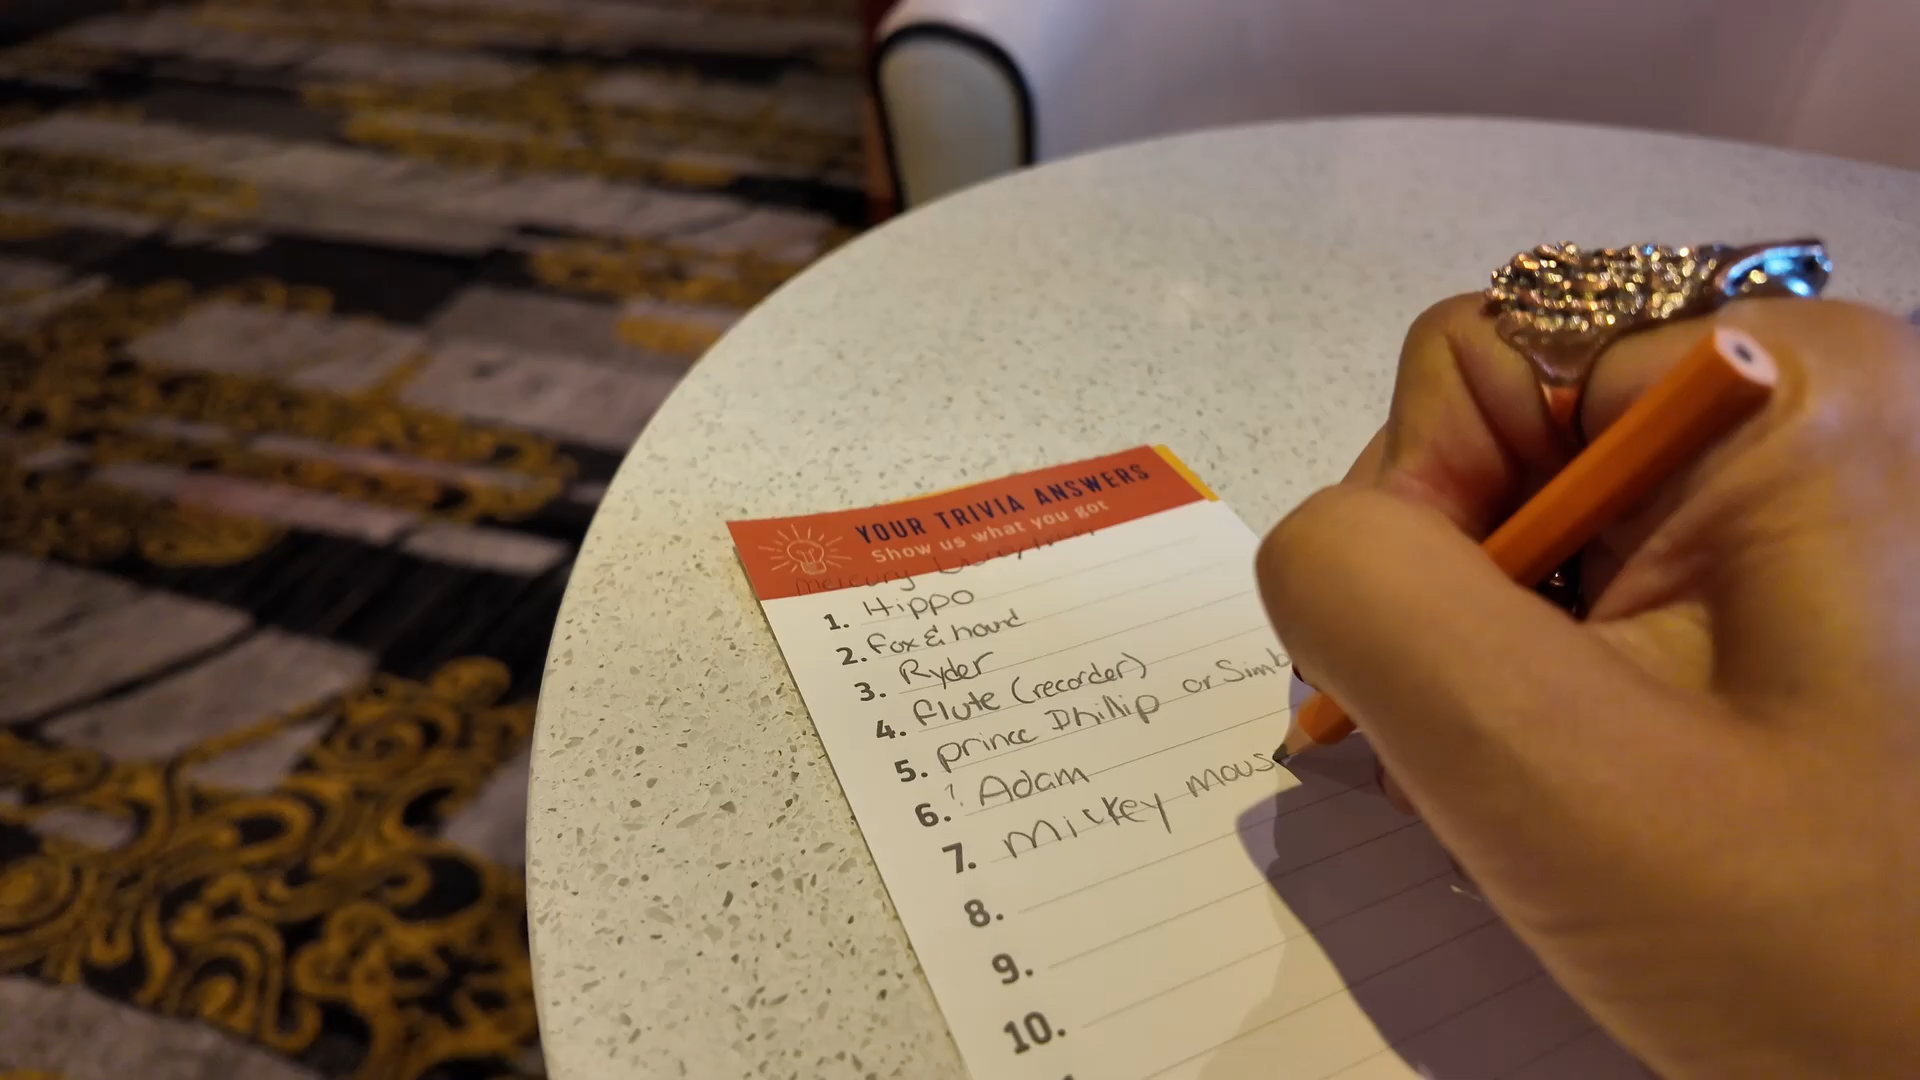 YOUR TRIVIA ANSWERS
Show us what you got
Mercury
1. Hippo
2. Fox & hound
3. Ryder
4. flute (recorder)
5. prince Phillip or Simb
6. ? Adam
7. Mickey mous
8.
9.
10.